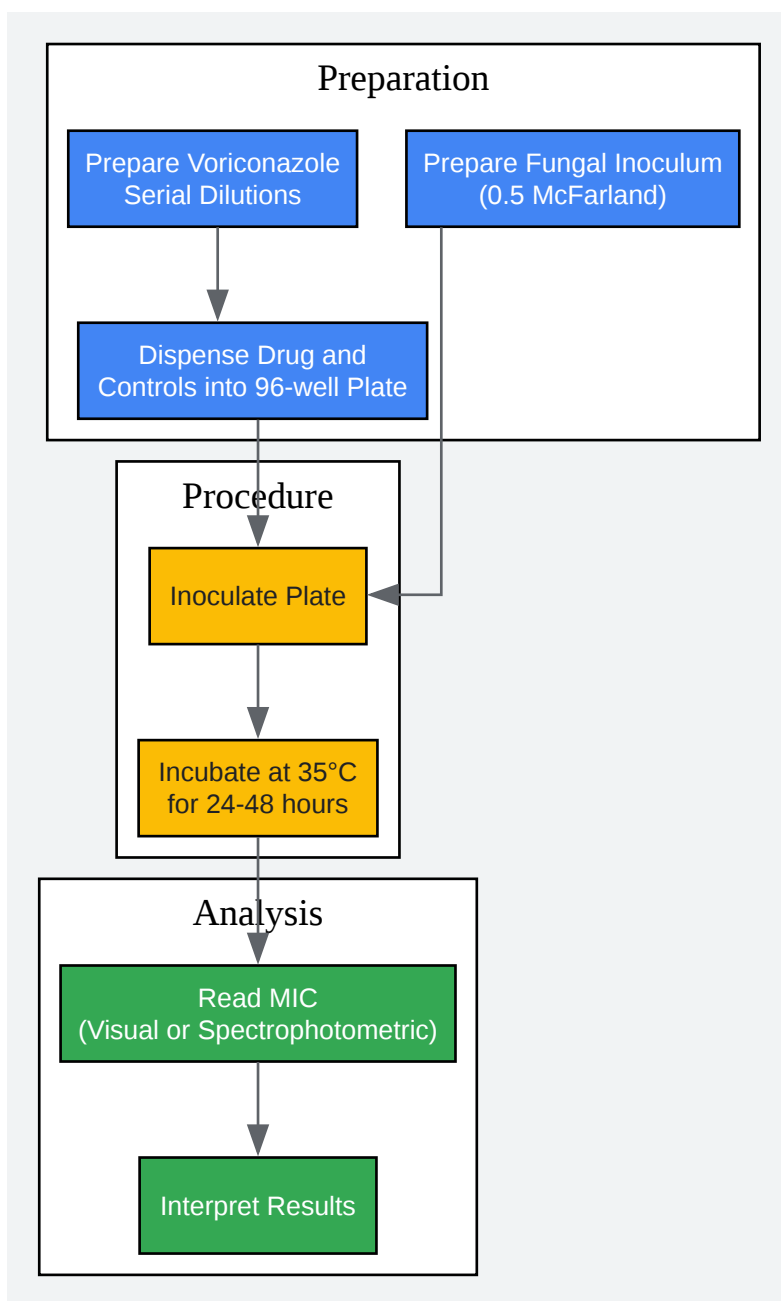 Preparation
Prepare Voriconazole
Serial Dilutions
Prepare Fungal Inoculum
(0.5 McFarland)
Dispense Drug and
Controls into 96-well Plate
Procedure
Inoculate Plate
Incubate at 35°C
for 24-48 hours
Analysis
Read MIC
(Visual or Spectrophotometric)
Interpret Results